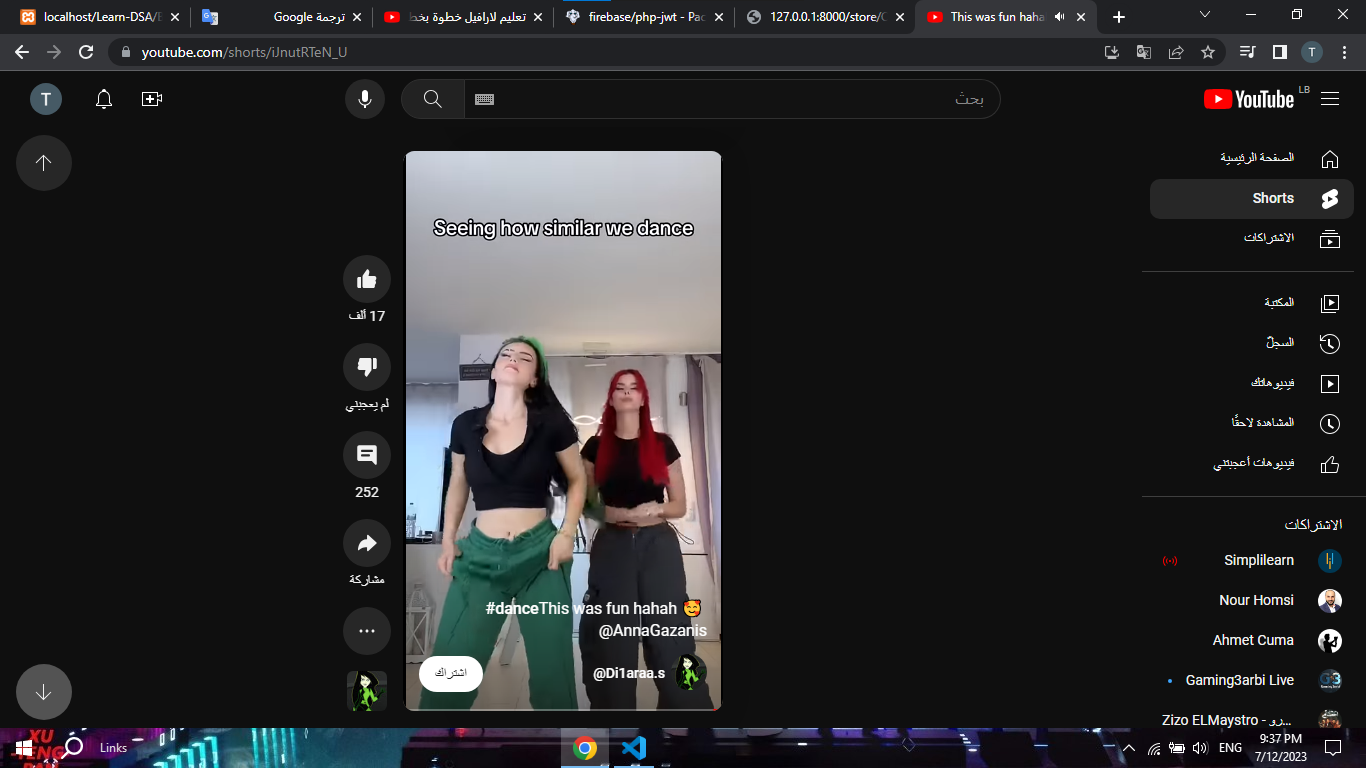 localhost/Learn-DSA/E
ترجمة Google
تعليم لارافيل خطوة بخط
firebase/php-jwt - Pac
127.0.0.1:8000/store/C
This was fun haha
youtube.com/shorts/iJnutRTeN_U
T
T
بحث
YouTube
LB
الصفحة الرئيسية
Shorts
الاشتراكات
المكتبة
السجلّ
فيديوهاتك
المشاهدة لاحقًا
فيديوهات أعجبتني
الاشتراكات
Simplilearn
Nour Homsi
Ahmet Cuma
Gaming3arbi Live
Zizo ELMaystro - رو...
Seeing how similar we dance
17 ألف
لم يعجبني
252
مشاركة
#danceThis was fun hahah 🥰
@AnnaGazanis
اشتراك
@Di1araa.s
XU
Links
ENG
9:37 PM
7/12/2023